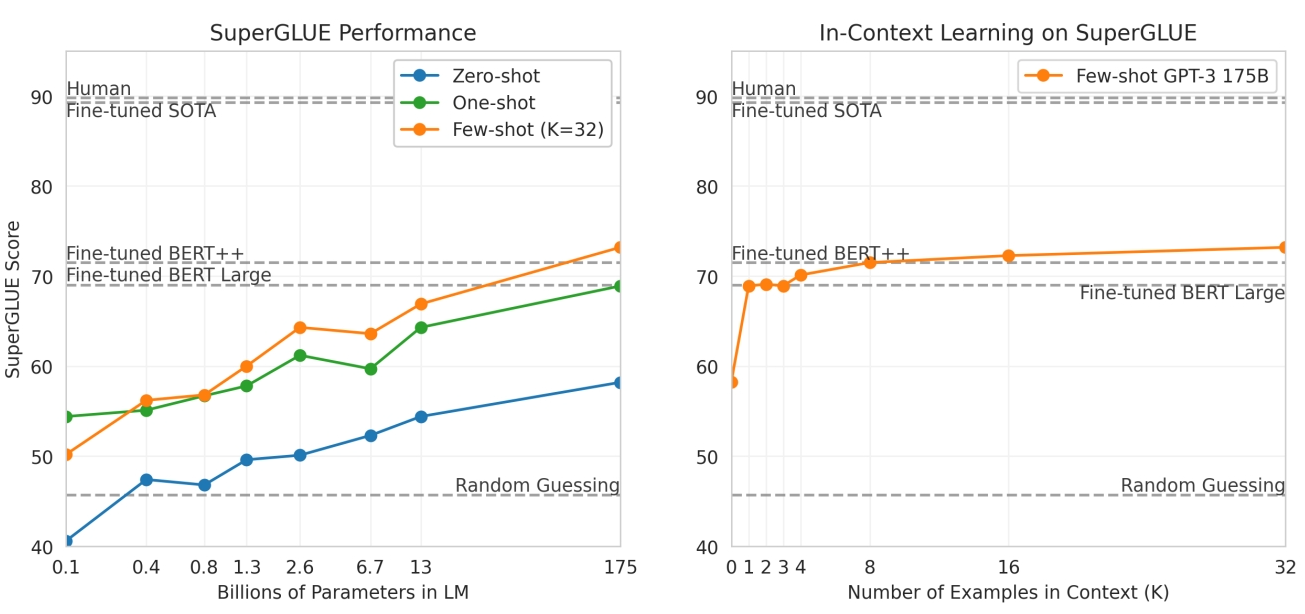 SuperGLUE Performance
Human
Fine-tuned SOTA
Zero-shot
One-shot
Few-shot (K=32)
Fine-tuned BERT++
Fine-tuned BERT Large
Random Guessing
90
80
70
60
50
40
SuperGLUE Score
0.1 0.4 0.8 1.3 2.6 6.7 13 175
Billions of Parameters in LM
In-Context Learning on SuperGLUE
Human
Fine-tuned SOTA
Few-shot GPT-3 175B
Fine-tuned BERT++
Fine-tuned BERT Large
Random Guessing
90
80
70
60
50
40
0 1 2 3 4 8 16 32
Number of Examples in Context (K)